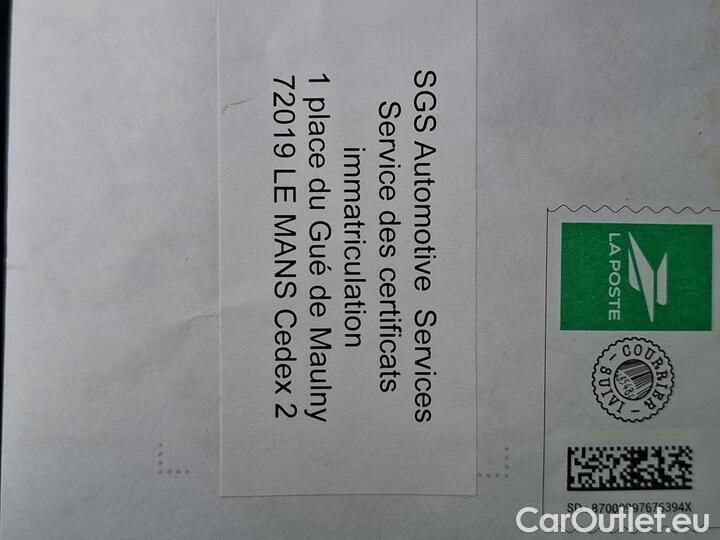 SGS Automotive Services
Service des certificats
immatriculation
1 place du Gué de Maulny
72019 LE MANS Cedex 2
LA POSTE
COURRIER
SUIVI
CarOutlet.eu